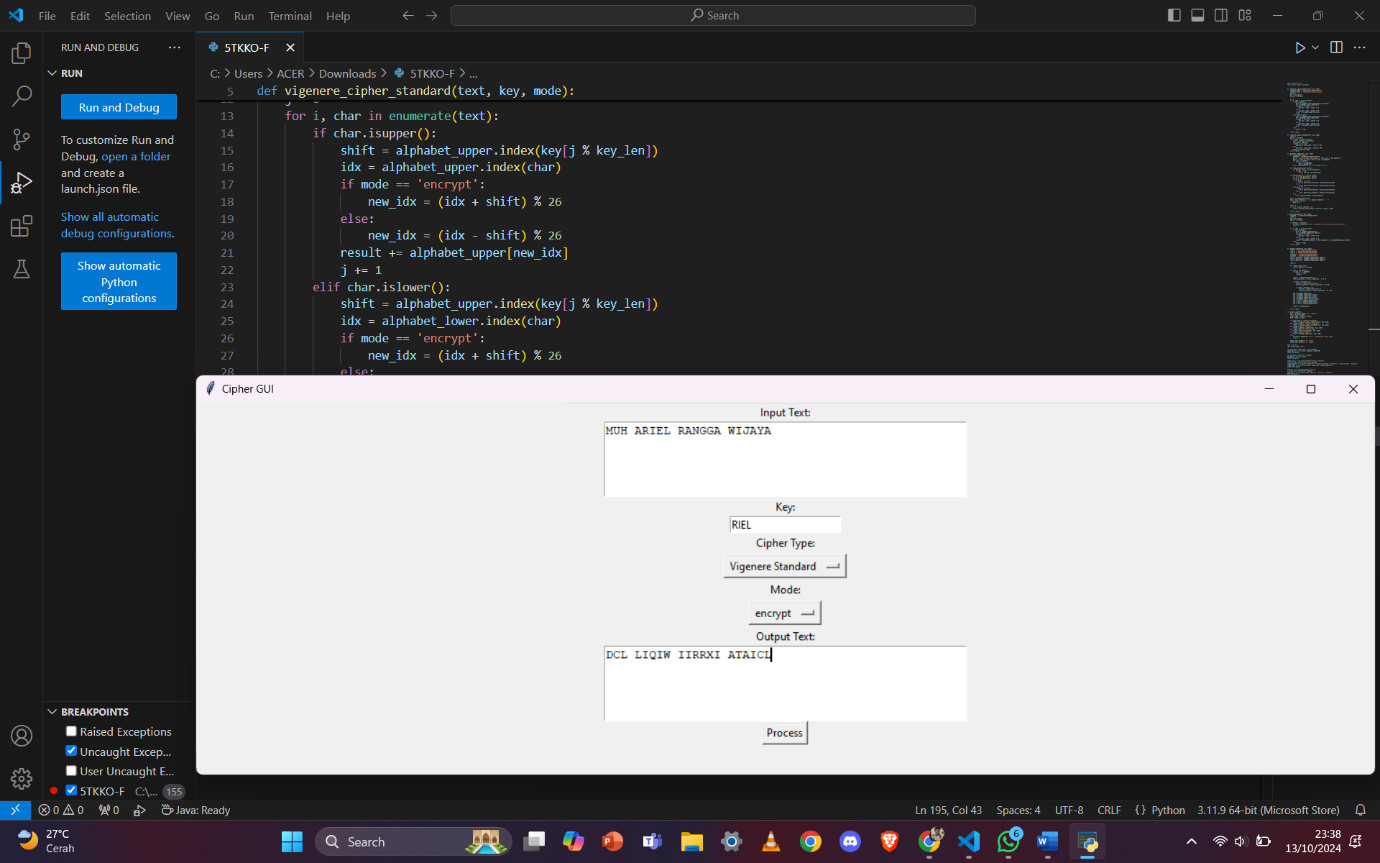 File Edit Selection View Go Run Terminal Help Search
RUN AND DEBUG ...
5TKKO-F
RUN
C: > Users > ACER > Downloads > 5TKKO-F > ...
5 def vigenere_cipher_standard(text, key, mode):
Run and Debug
13 for i, char in enumerate(text):
14 if char.isupper():
15 shift = alphabet_upper.index(key[j % key_len])
16 idx = alphabet_upper.index(char)
17 if mode == 'encrypt':
18 new_idx = (idx + shift) % 26
19 else:
20 new_idx = (idx - shift) % 26
21 result += alphabet_upper[new_idx]
22 j += 1
23 elif char.islower():
24 shift = alphabet_upper.index(key[j % key_len])
25 idx = alphabet_lower.index(char)
26 if mode == 'encrypt':
27 new_idx = (idx + shift) % 26
28 else:
To customize Run and
Debug, open a folder
and create a
launch.json file.
Show all automatic
debug configurations.
Show automatic
Python
configurations
Cipher GUI
Input Text:
MUH ARIEL RANGGA WIJAYA
Key:
RIEL
Cipher Type:
Vigenere Standard
Mode:
encrypt
Output Text:
DCL LIQIW IIRRXI ATAICL
Process
BREAKPOINTS
Raised Exceptions
Uncaught Excep...
User Uncaught E...
5TKKO-F C:\... 155
0 0 0 Java: Ready
Ln 195, Col 43 Spaces: 4 UTF-8 CRLF {} Python 3.11.9 64-bit (Microsoft Store)
27°C
Cerah
Search
6
23:38
13/10/2024